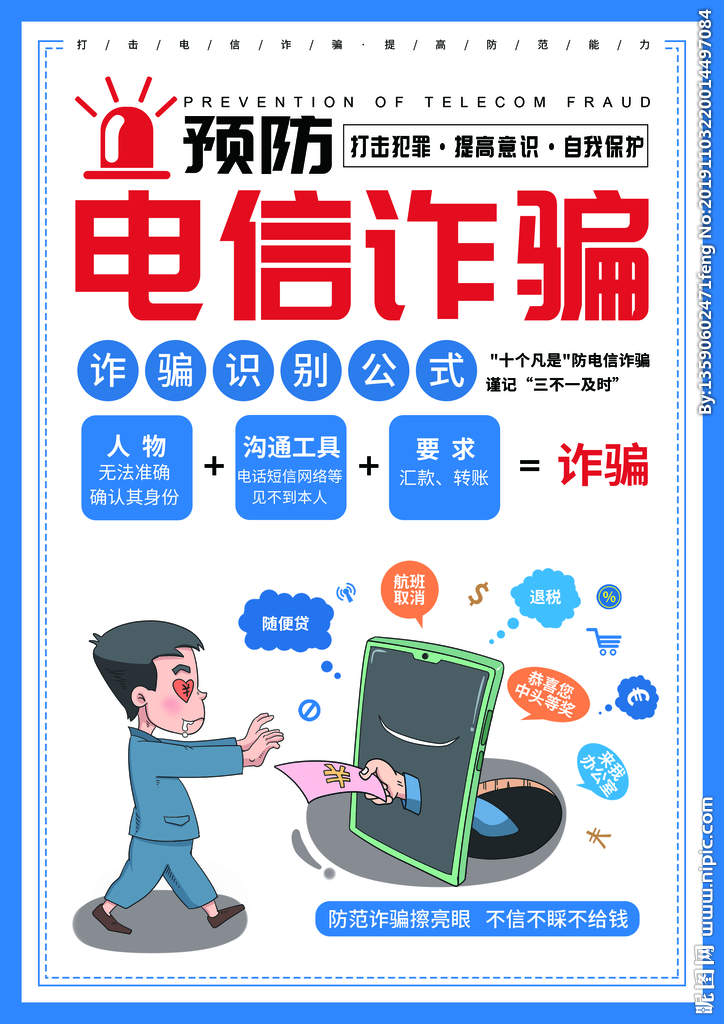 打/击/电/信/诈/骗·提/高/防/范/能/力
PREVENTION OF TELECOM FRAUD
预防
打击犯罪·提高意识·自我保护
电信诈骗
诈骗识别公式
"十个凡是"防电信诈骗
谨记“三不一及时”
人 物
无法准确
确认其身份
+
沟通工具
电话短信网络等
见不到本人
+
要 求
汇款、转账
=
诈骗
航班
取消
退税
%
随便贷
$
恭喜您
中头等奖
€
¥
来我
办公室
¥
¥
防范诈骗擦亮眼 不信不睬不给钱
By:13590602471feng No:20191103220014497084
昵图网 www.nipic.com